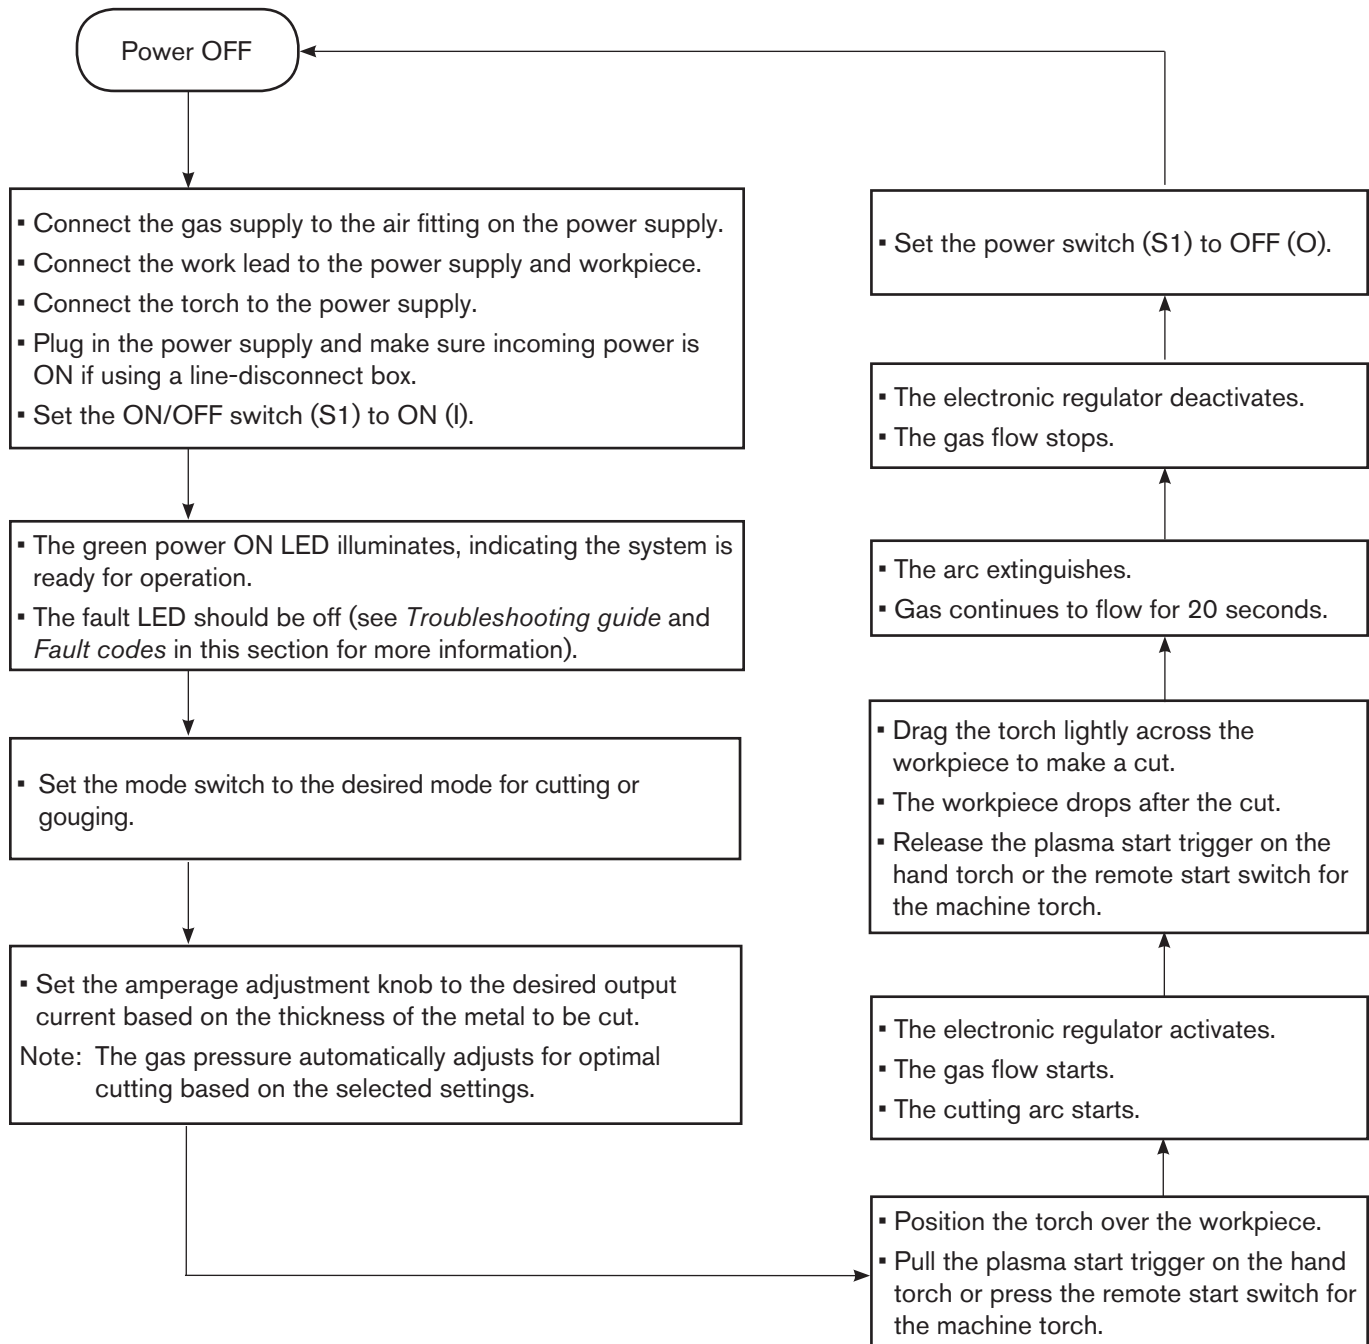 Power OFF
▪ Connect the gas supply to the air fitting on the power supply.
▪ Connect the work lead to the power supply and workpiece.
▪ Connect the torch to the power supply.
▪ Plug in the power supply and make sure incoming power is
ON if using a line-disconnect box.
▪ Set the ON/OFF switch (S1) to ON (I).
▪ The green power ON LED illuminates, indicating the system is
ready for operation.
▪ The fault LED should be off (see Troubleshooting guide and
Fault codes in this section for more information).
▪ Set the mode switch to the desired mode for cutting or
gouging.
▪ Set the amperage adjustment knob to the desired output
current based on the thickness of the metal to be cut.
Note: The gas pressure automatically adjusts for optimal
cutting based on the selected settings.
▪ Position the torch over the workpiece.
▪ Pull the plasma start trigger on the hand
torch or press the remote start switch for
the machine torch.
▪ The electronic regulator activates.
▪ The gas flow starts.
▪ The cutting arc starts.
▪ Drag the torch lightly across the
workpiece to make a cut.
▪ The workpiece drops after the cut.
▪ Release the plasma start trigger on the
hand torch or the remote start switch for
the machine torch.
▪ The arc extinguishes.
▪ Gas continues to flow for 20 seconds.
▪ The electronic regulator deactivates.
▪ The gas flow stops.
▪ Set the power switch (S1) to OFF (O).